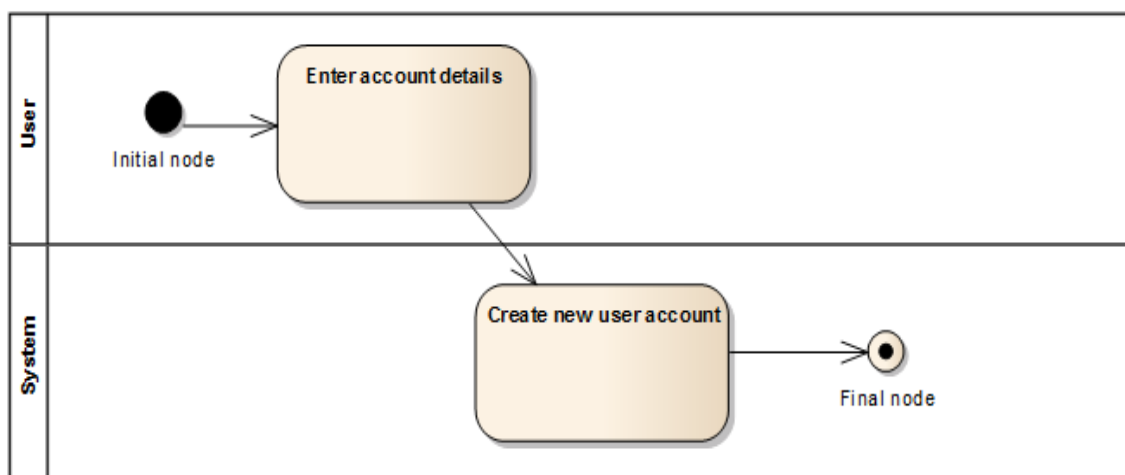 User
Enter account details
Initial node
System
Create new user account
Final node